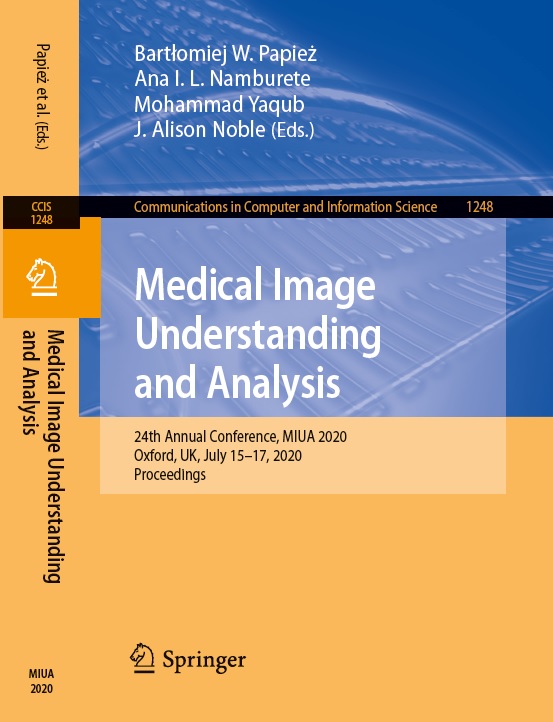 Papież et al. (Eds.)
CCIS
1248
Medical Image Understanding
and Analysis
MIUA
2020
Bartłomiej W. Papież
Ana I. L. Namburete
Mohammad Yaqub
J. Alison Noble (Eds.)
Communications in Computer and Information Science 1248
Medical Image
Understanding
and Analysis
24th Annual Conference, MIUA 2020
Oxford, UK, July 15–17, 2020
Proceedings
Springer